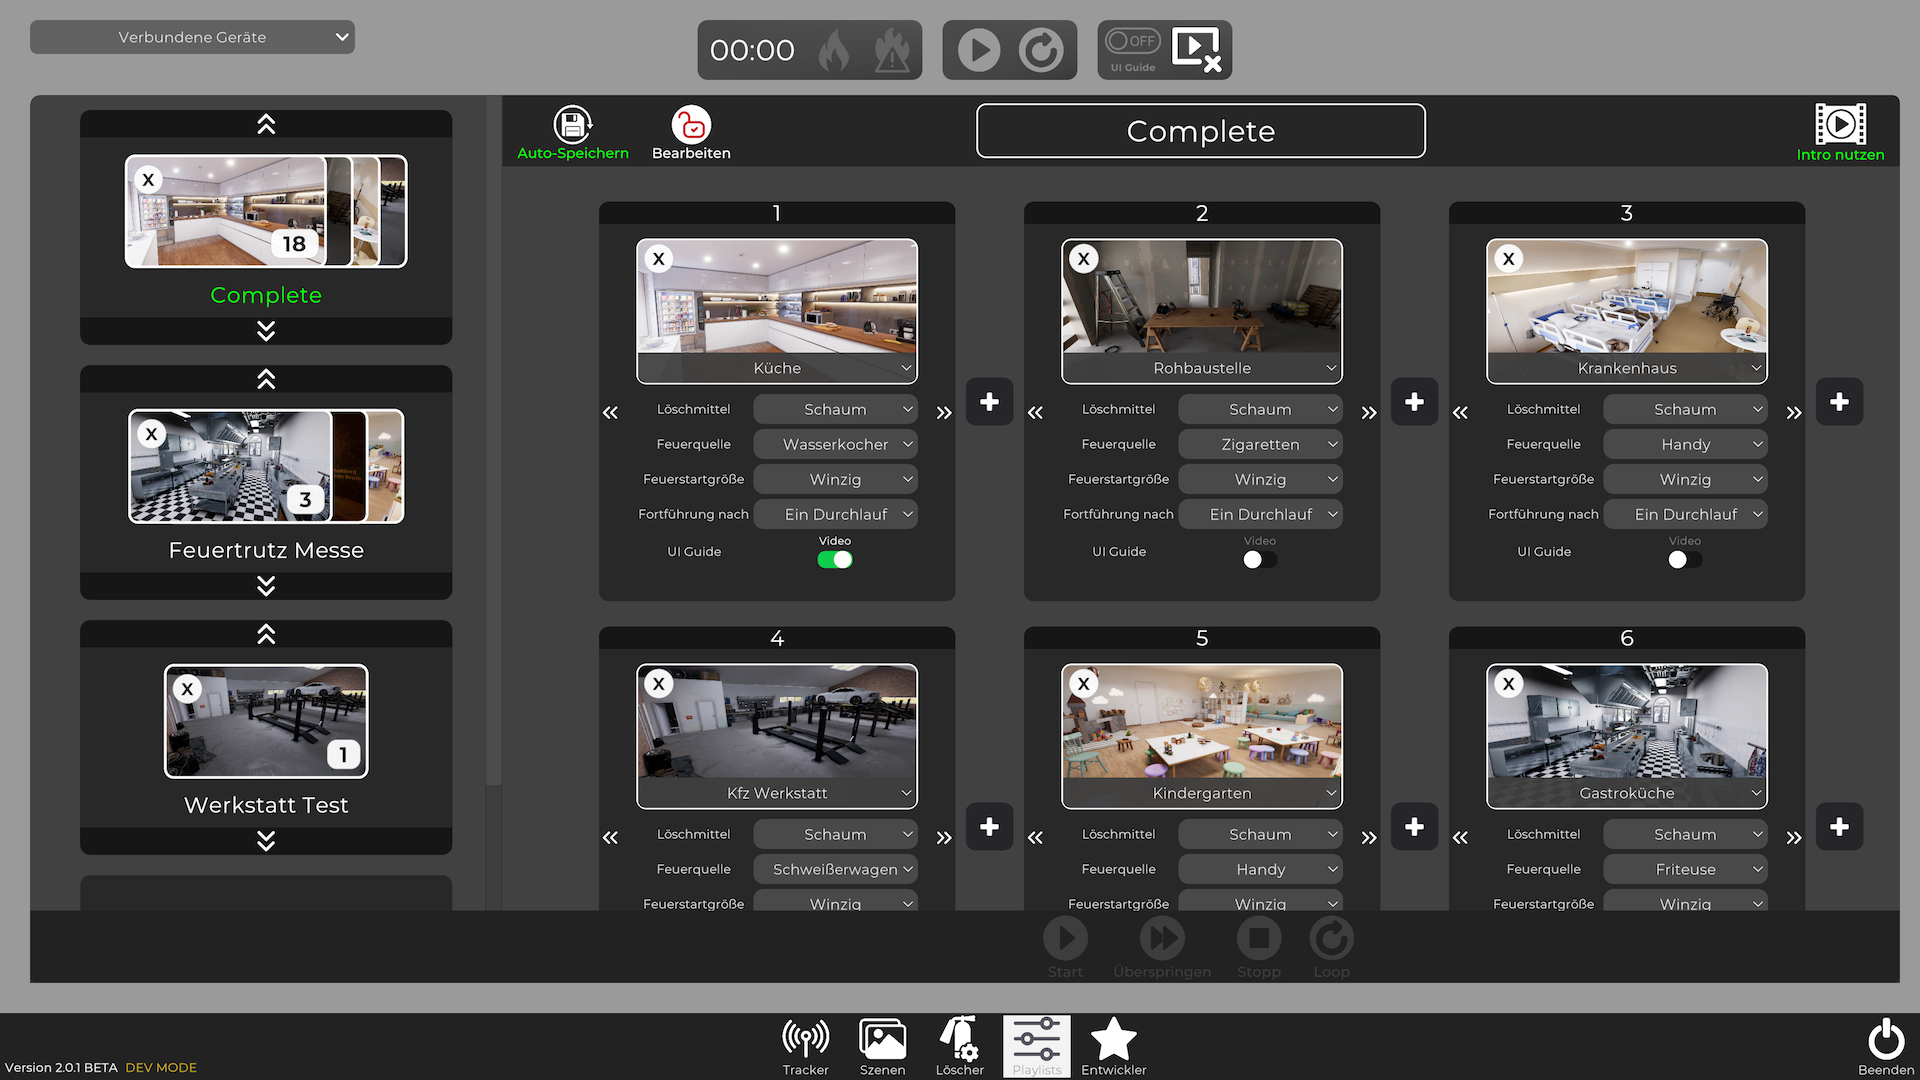 Verbundene Geräte
00:00
OFF
UI Guide
Auto-Speichern
Bearbeiten
Complete
Intro nutzen
X
18
Complete
X
3
Feuertrutz Messe
X
1
Werkstatt Test
1
X
Küche
Löschmittel Schaum
Feuerquelle Wasserkocher
Feuerstartgröße Winzig
Fortführung nach Ein Durchlauf
UI Guide Video
2
X
Rohbaustelle
Löschmittel Schaum
Feuerquelle Zigaretten
Feuerstartgröße Winzig
Fortführung nach Ein Durchlauf
UI Guide Video
3
X
Krankenhaus
Löschmittel Schaum
Feuerquelle Handy
Feuerstartgröße Winzig
Fortführung nach Ein Durchlauf
UI Guide Video
4
X
Kfz Werkstatt
Löschmittel Schaum
Feuerquelle Schweißerwagen
Feuerstartgröße Winzig
5
X
Kindergarten
Löschmittel Schaum
Feuerquelle Handy
Feuerstartgröße Winzig
6
X
Gastroküche
Löschmittel Schaum
Feuerquelle Friteuse
Feuerstartgröße Winzig
Start
Überspringen
Stopp
Loop
Version 2.0.1 BETA DEV MODE
Tracker
Szenen
Löscher
Playlists
Entwickler
Beenden